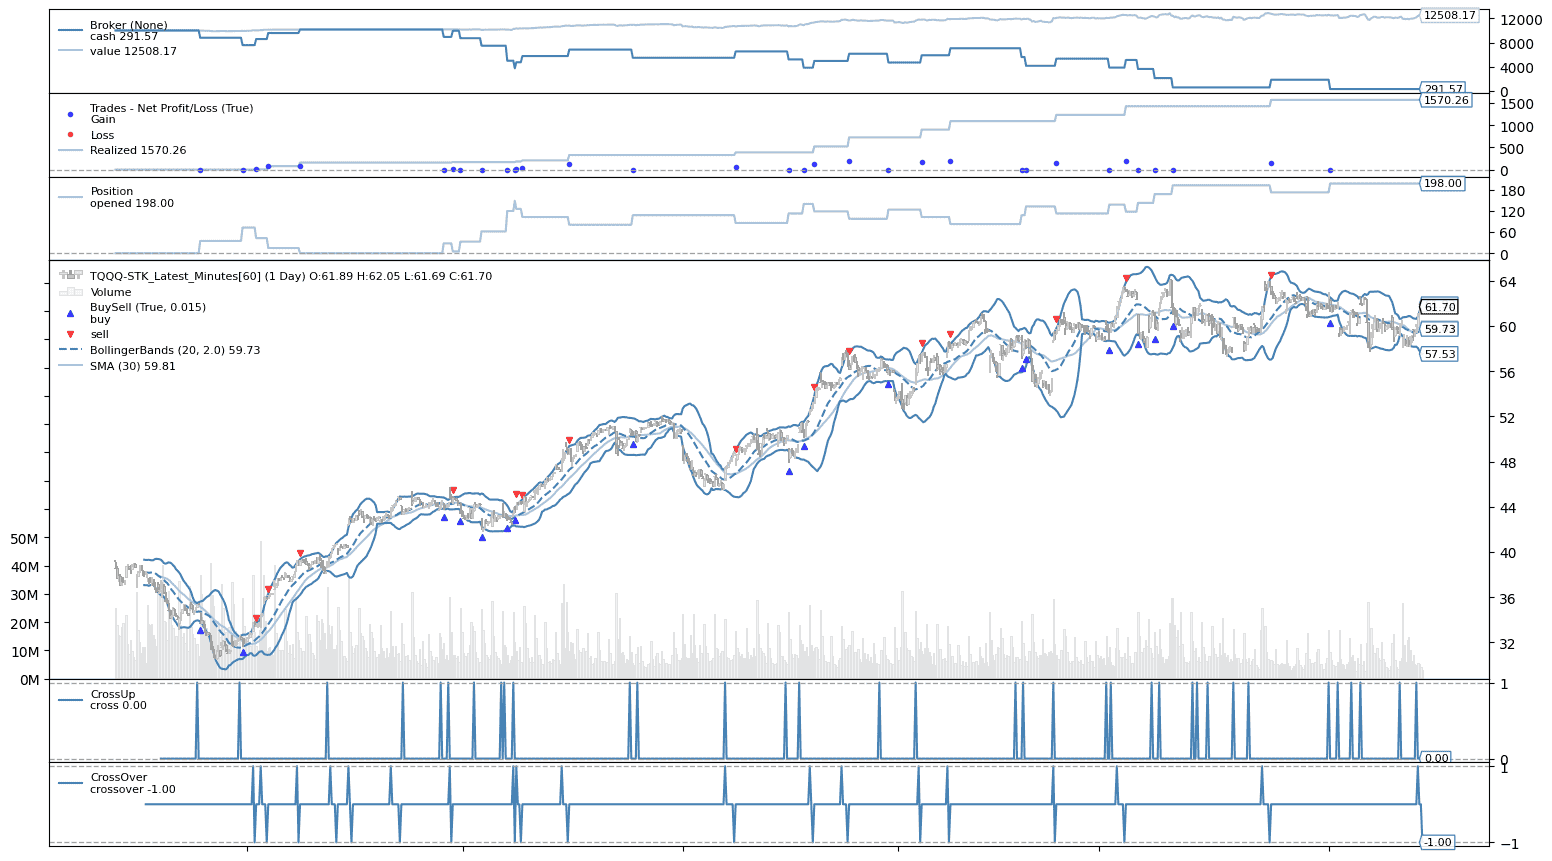 Broker (None)
cash 291.57
value 12508.17
12508.17
12000
8000
4000
0
291.57
Trades - Net Profit/Loss (True)
Gain
Loss
Realized 1570.26
1570.26
1500
1000
500
0
Position
opened 198.00
198.00
180
120
60
0
TQQQ-STK_Latest_Minutes[60] (1 Day) O:61.89 H:62.05 L:61.69 C:61.70
Volume
BuySell (True, 0.015)
buy
sell
BollingerBands (20, 2.0) 59.73
SMA (30) 59.81
64
61.70
60
59.73
57.53
56
52
48
44
40
36
32
50M
40M
30M
20M
10M
0M
CrossUp
cross 0.00
1
0.00
0
CrossOver
crossover -1.00
1
-1.00
−1